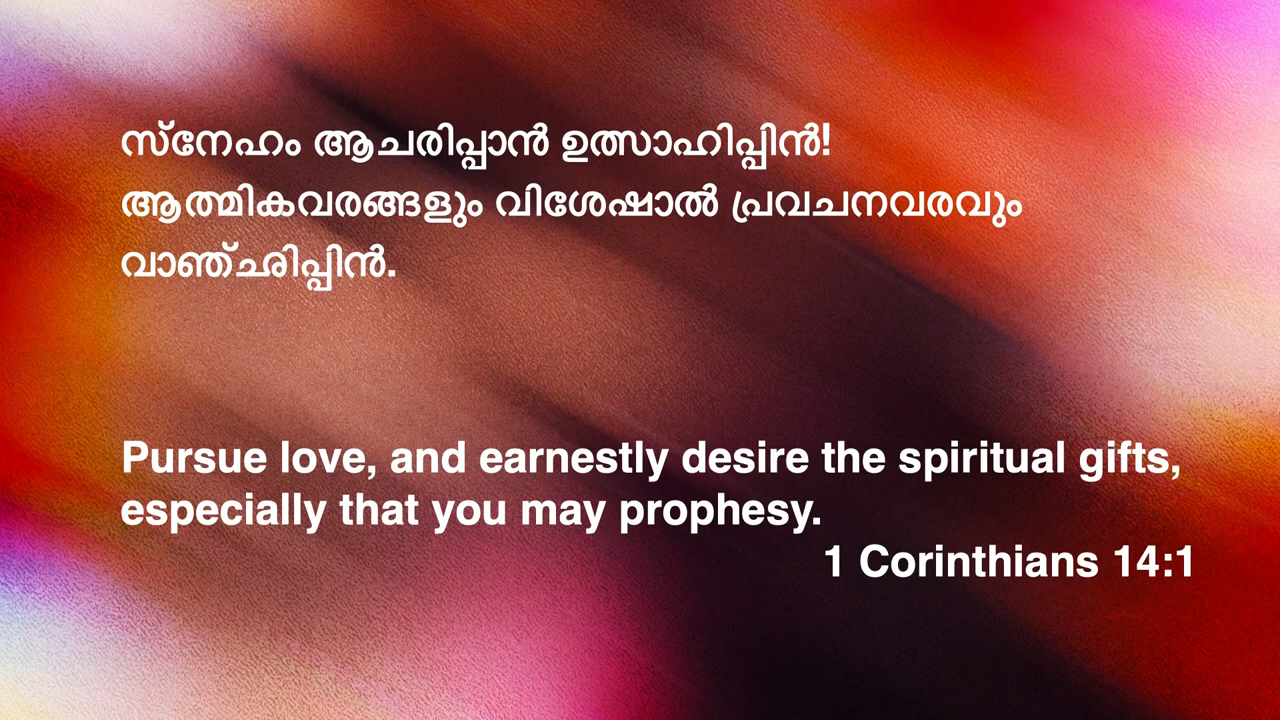 സ്നേഹം ആചരിപ്പാൻ ഉത്സാഹിപ്പിൻ!
ആത്മികവരങ്ങളും വിശേഷാൽ പ്രവചനവരവും
വാഞ്ഛിപ്പിൻ.
Pursue love, and earnestly desire the spiritual gifts,
especially that you may prophesy.
1 Corinthians 14:1